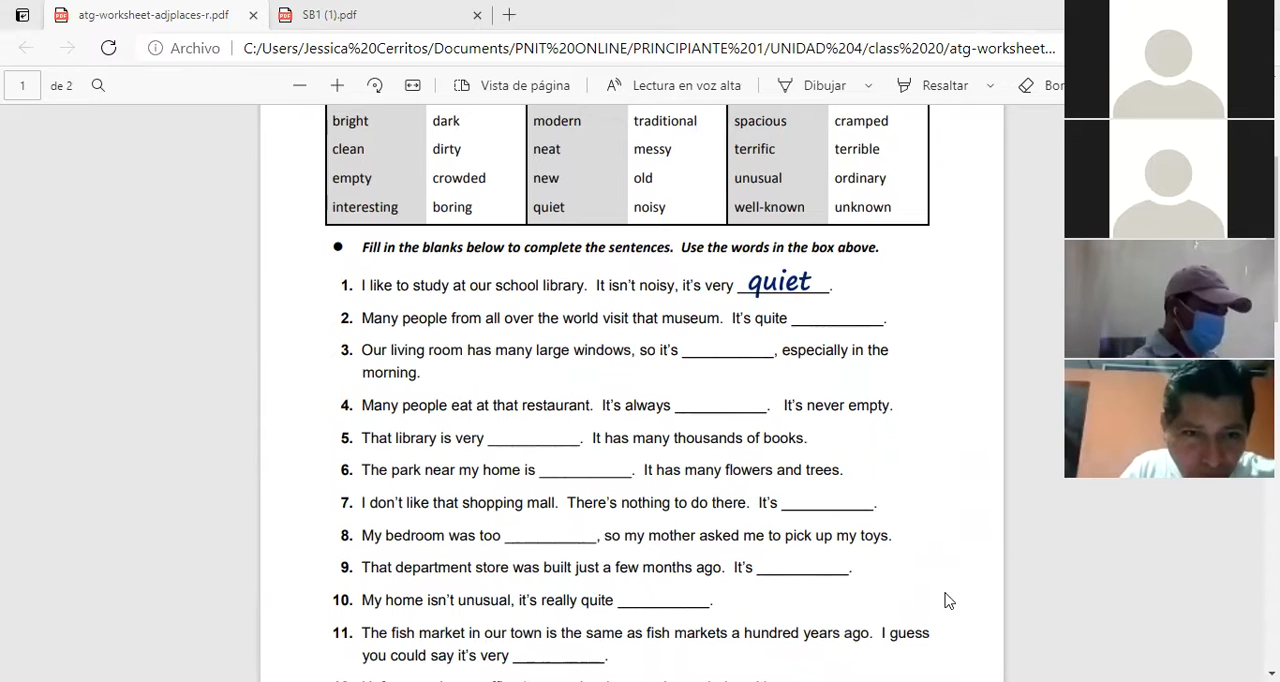 atg-worksheet-adjplaces-r.pdf
SB1 (1).pdf
Archivo
C:/Users/Jessica%20Cerritos/Documents/PNIT%20ONLINE/PRINCIPIANTE%201/UNIDAD%204/class%2020/atg-worksheet...
1 de 2
Vista de página
Lectura en voz alta
Dibujar
Resaltar
Bor
bright dark modern traditional spacious cramped
clean dirty neat messy terrific terrible
empty crowded new old unusual ordinary
interesting boring quiet noisy well-known unknown
● Fill in the blanks below to complete the sentences. Use the words in the box above.
1. I like to study at our school library. It isn't noisy, it's very quiet.
2. Many people from all over the world visit that museum. It's quite ___________.
3. Our living room has many large windows, so it's ___________, especially in the
morning.
4. Many people eat at that restaurant. It's always ___________. It's never empty.
5. That library is very ___________. It has many thousands of books.
6. The park near my home is ___________. It has many flowers and trees.
7. I don't like that shopping mall. There's nothing to do there. It's ___________.
8. My bedroom was too ___________, so my mother asked me to pick up my toys.
9. That department store was built just a few months ago. It's ___________.
10. My home isn't unusual, it's really quite ___________.
11. The fish market in our town is the same as fish markets a hundred years ago. I guess
you could say it's very ___________.